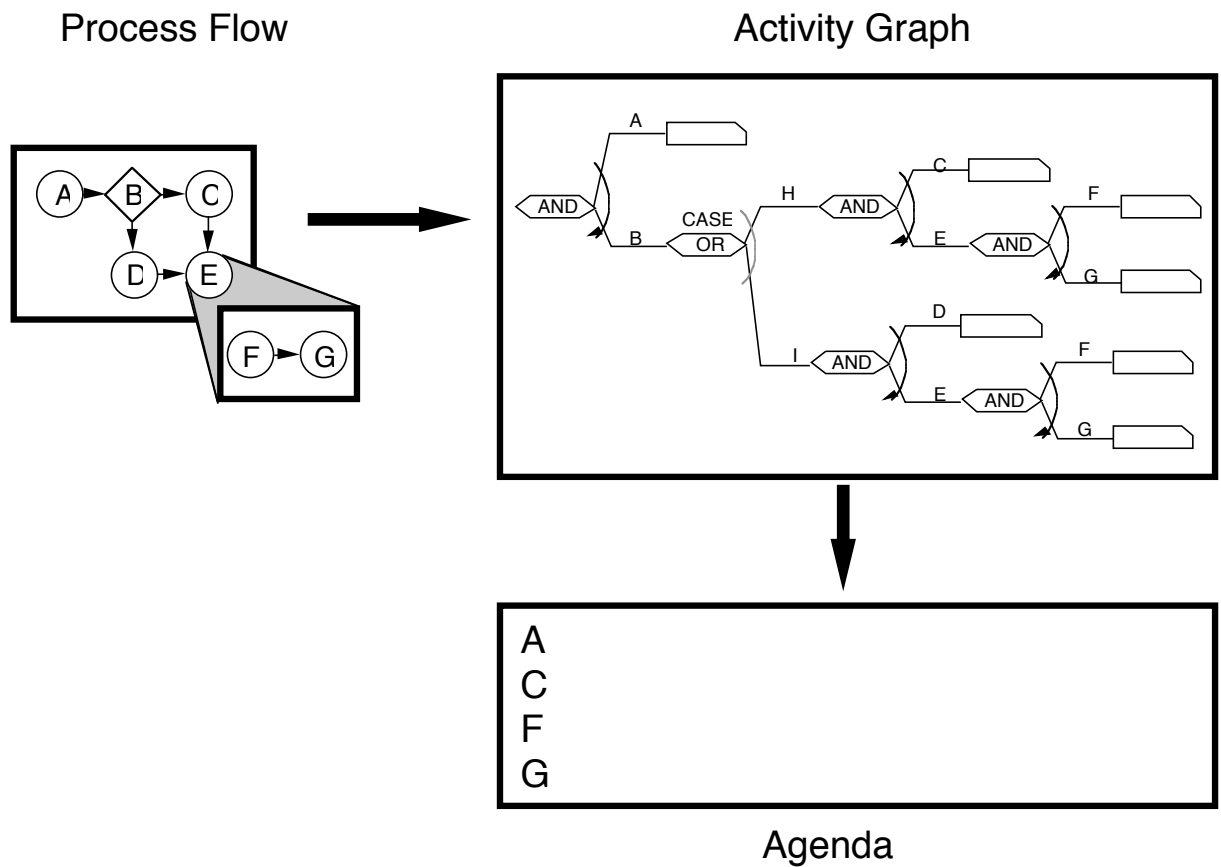 Process Flow
Activity Graph
A B C
D E
F G
A
AND
B
CASE
OR
H
AND
C
E
AND
F
G
I
AND
D
E
AND
F
G
A
C
F
G
Agenda